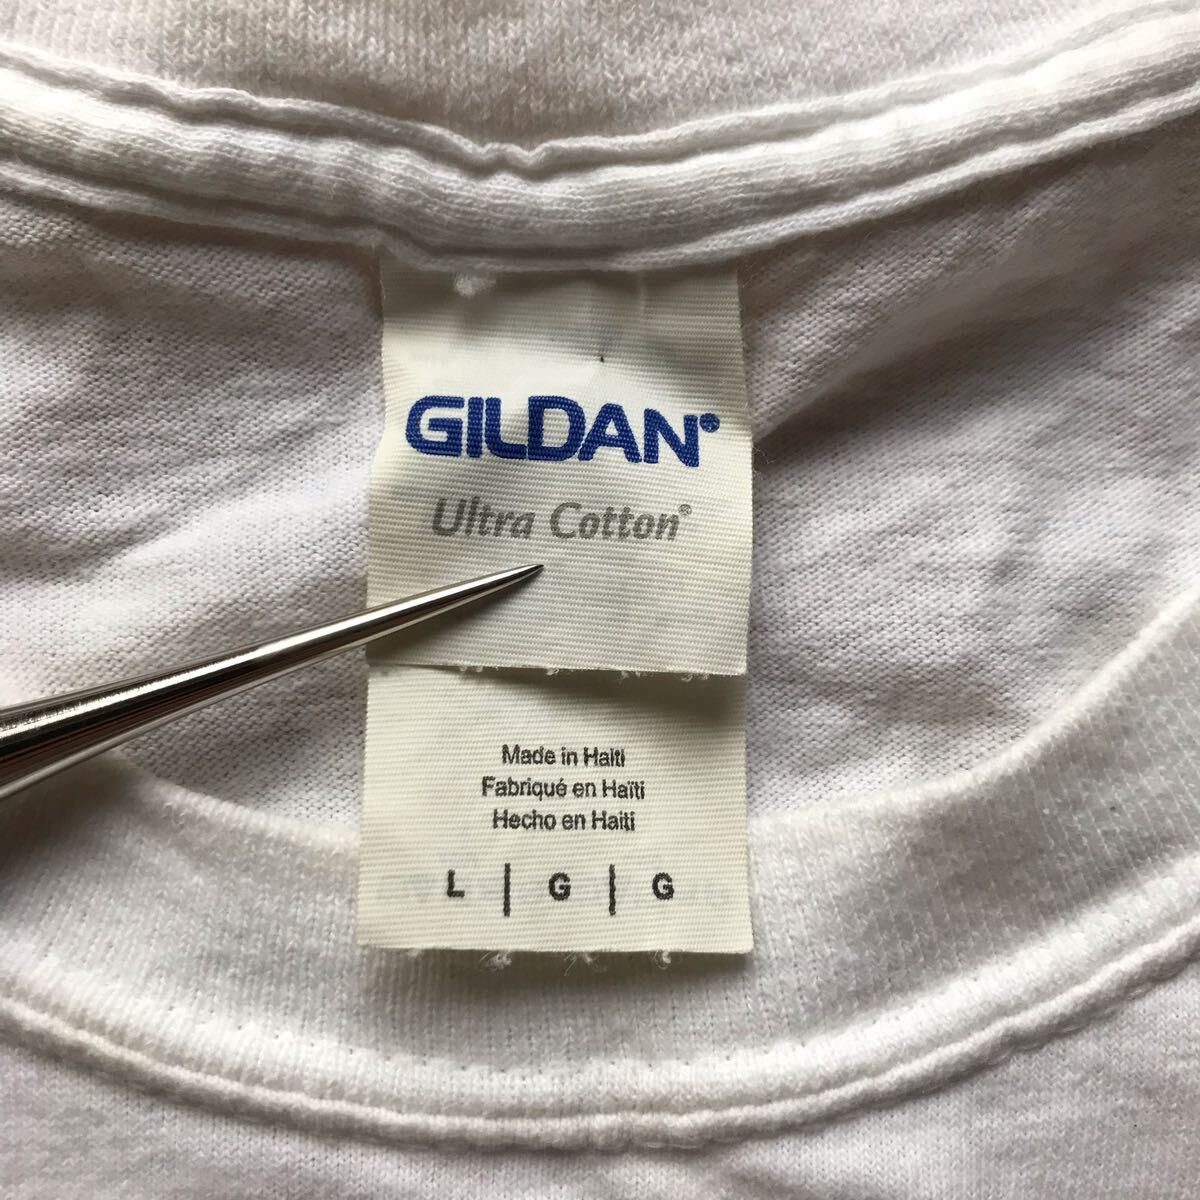 GILDAN®
Ultra Cotton®
Made in Haiti
Fabriqué en Haïti
Hecho en Haiti
L | G | G